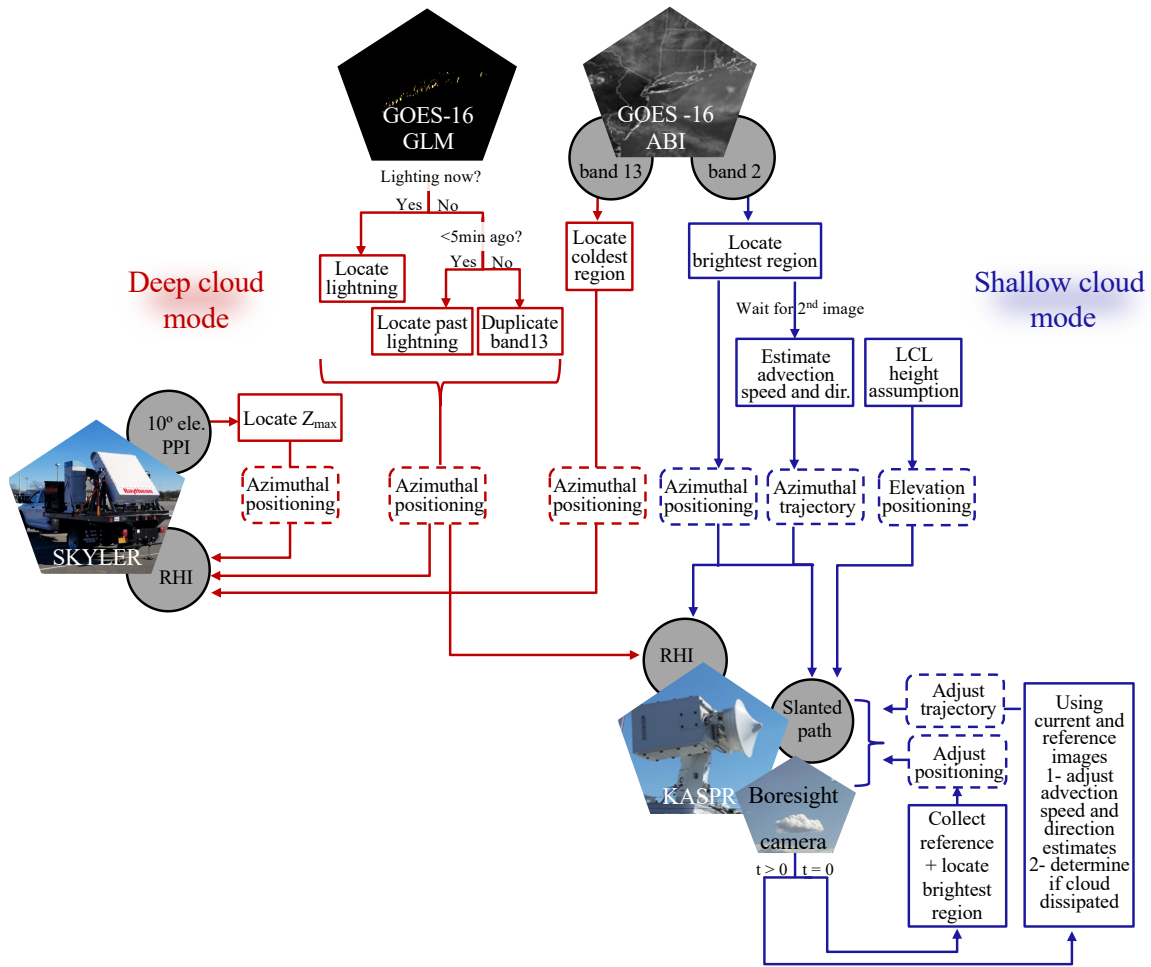 GOES-16
GLM
GOES -16
ABI
band 13
band 2
Lighting now?
Yes
No
<5min ago?
Yes
No
Locate
lightning
Locate past
lightning
Duplicate
band13
Locate
coldest
region
Locate
brightest region
Wait for 2nd image
Estimate
advection
speed and dir.
LCL
height
assumption
Deep cloud
mode
Shallow cloud
mode
10º ele.
PPI
Locate Zmax
Raytheon
SKYLER
RHI
Azimuthal
positioning
Azimuthal
positioning
Azimuthal
positioning
Azimuthal
positioning
Azimuthal
trajectory
Elevation
positioning
RHI
KASPR
Slanted
path
Boresight
camera
t > 0
t = 0
Adjust
trajectory
Adjust
positioning
Collect
reference
+ locate
brightest
region
Using
current and
reference
images
1- adjust
advection
speed and
direction
estimates
2- determine
if cloud
dissipated